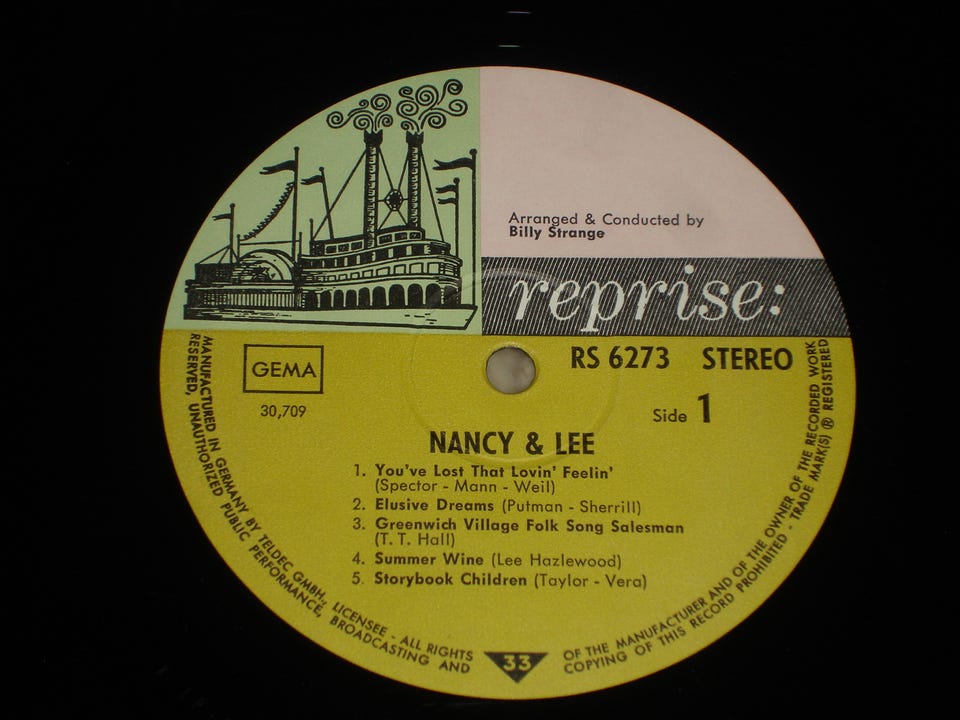 Arranged & Conducted by
Billy Strange
reprise:
GEMA
30,709
RS 6273 STEREO
Side 1
NANCY & LEE
1. You've Lost That Lovin' Feelin'
(Spector - Mann - Weil)
2. Elusive Dreams (Putman - Sherrill)
3. Greenwich Village Folk Song Salesman
(T. T. Hall)
4. Summer Wine (Lee Hazlewood)
5. Storybook Children (Taylor - Vera)
MANUFACTURED IN GERMANY BY TELDEC GMBH., LICENSEE - ALL RIGHTS
RESERVED, UNAUTHORIZED PUBLIC PERFORMANCE, BROADCASTING AND
33
OF THE MANUFACTURER AND OF THE OWNER OF THE RECORDED WORK
COPYING OF THIS RECORD PROHIBITED - TRADE MARK(S) ® REGISTERED